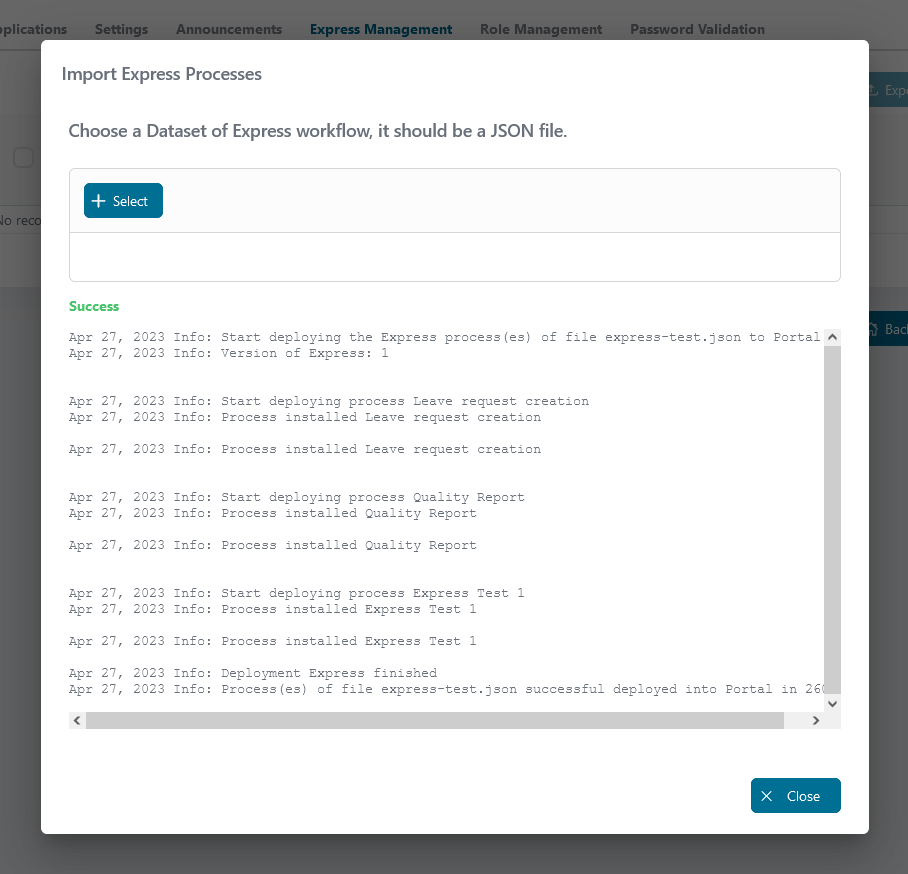 Settings Announcements Express Management Role Management Password Validation
Import Express Processes
Choose a Dataset of Express workflow, it should be a JSON file.
Select
Success
Apr 27, 2023 Info: Start deploying the Express process(es) of file express-test.json to Portal
Apr 27, 2023 Info: Version of Express: 1
Apr 27, 2023 Info: Start deploying process Leave request creation
Apr 27, 2023 Info: Process installed Leave request creation
Apr 27, 2023 Info: Process installed Leave request creation
Apr 27, 2023 Info: Start deploying process Quality Report
Apr 27, 2023 Info: Process installed Quality Report
Apr 27, 2023 Info: Process installed Quality Report
Apr 27, 2023 Info: Start deploying process Express Test 1
Apr 27, 2023 Info: Process installed Express Test 1
Apr 27, 2023 Info: Process installed Express Test 1
Apr 27, 2023 Info: Deployment Express finished
Apr 27, 2023 Info: Process(es) of file express-test.json successful deployed into Portal in
Close
No